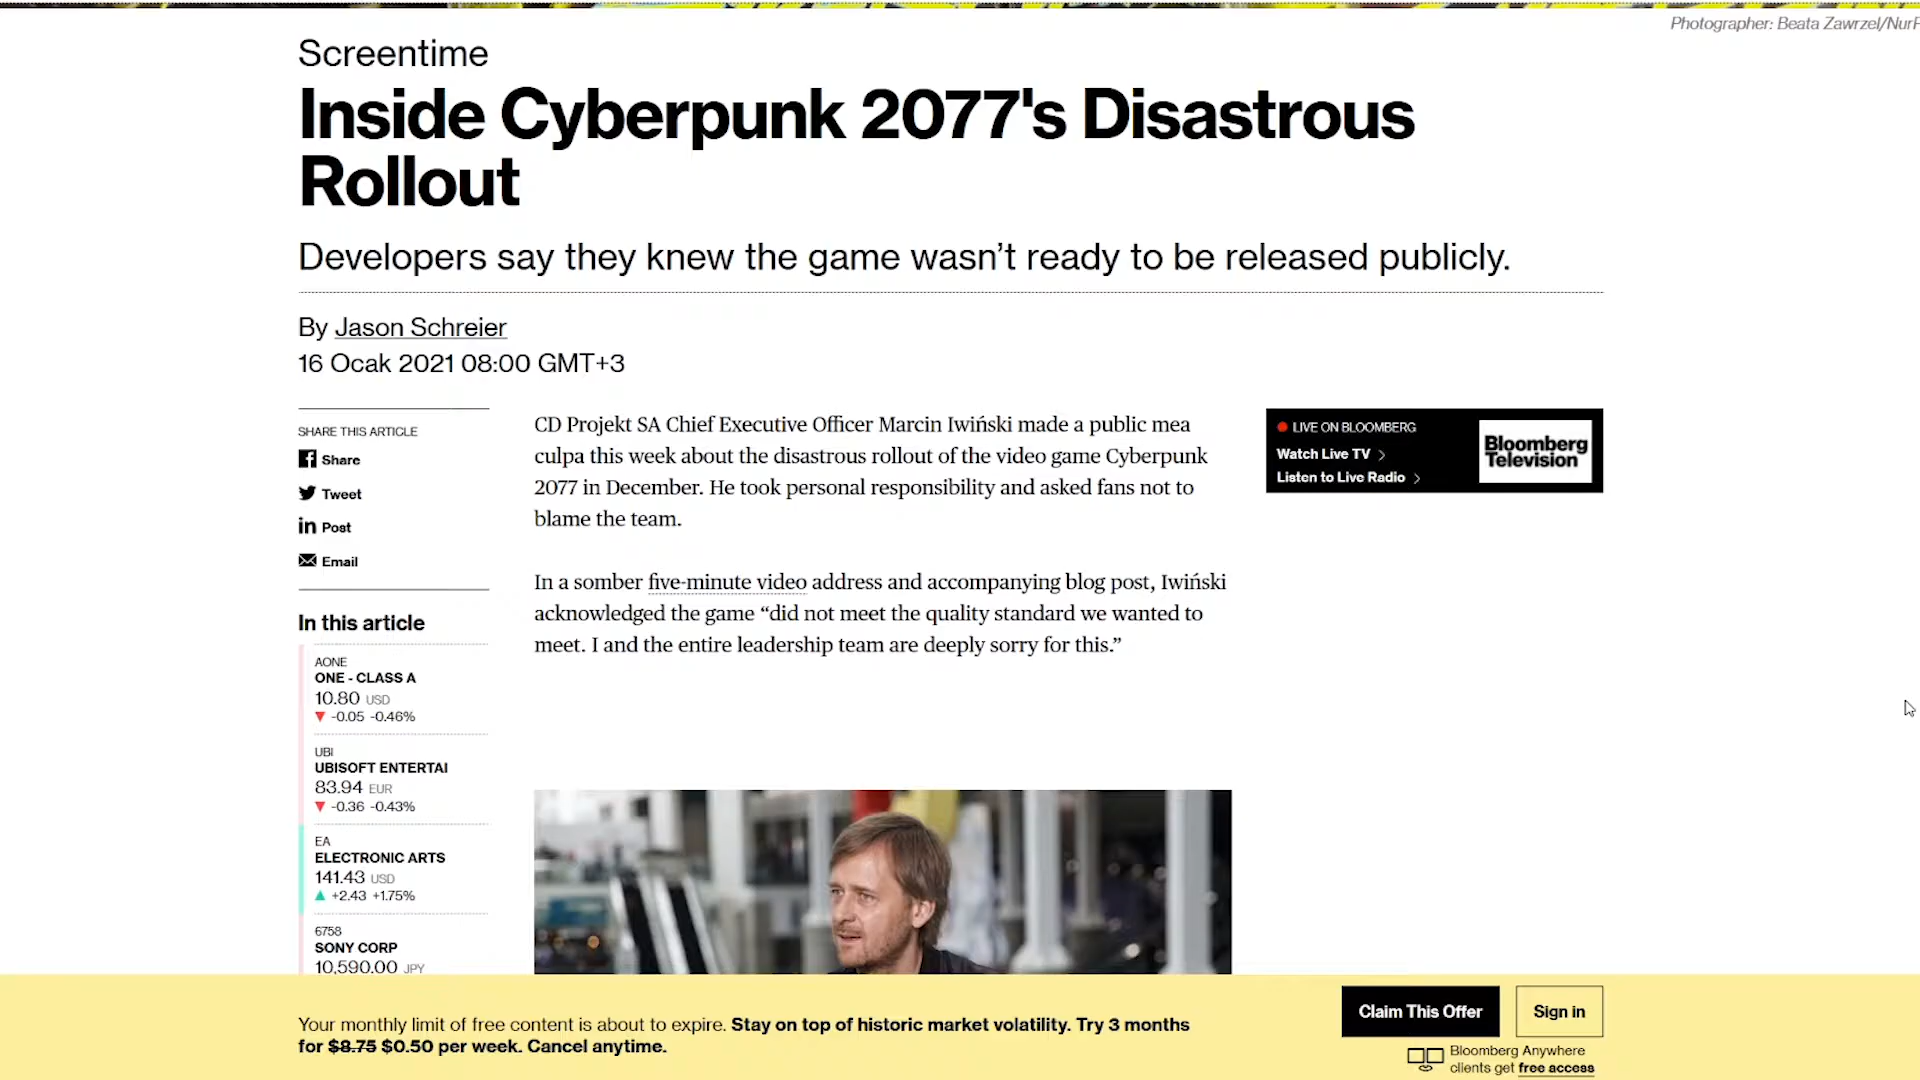 Photographer: Beata Zawrzel/Nur
Screentime
Inside Cyberpunk 2077's Disastrous
Rollout
Developers say they knew the game wasn’t ready to be released publicly.
By Jason Schreier
16 Ocak 2021 08:00 GMT+3
SHARE THIS ARTICLE
Share
Tweet
Post
Email
In this article
AONE
ONE - CLASS A
10.80 USD
-0.05 -0.46%
UBI
UBISOFT ENTERTAI
83.94 EUR
-0.36 -0.43%
EA
ELECTRONIC ARTS
141.43 USD
+2.43 +1.75%
6758
SONY CORP
10,590.00 JPY
CD Projekt SA Chief Executive Officer Marcin Iwiński made a public mea
culpa this week about the disastrous rollout of the video game Cyberpunk
2077 in December. He took personal responsibility and asked fans not to
blame the team.
In a somber five-minute video address and accompanying blog post, Iwiński
acknowledged the game “did not meet the quality standard we wanted to
meet. I and the entire leadership team are deeply sorry for this.”
LIVE ON BLOOMBERG
Watch Live TV
Listen to Live Radio
Bloomberg
Television
Your monthly limit of free content is about to expire. Stay on top of historic market volatility. Try 3 months
for $8.75 $0.50 per week. Cancel anytime.
Claim This Offer
Sign in
Bloomberg Anywhere
clients get free access